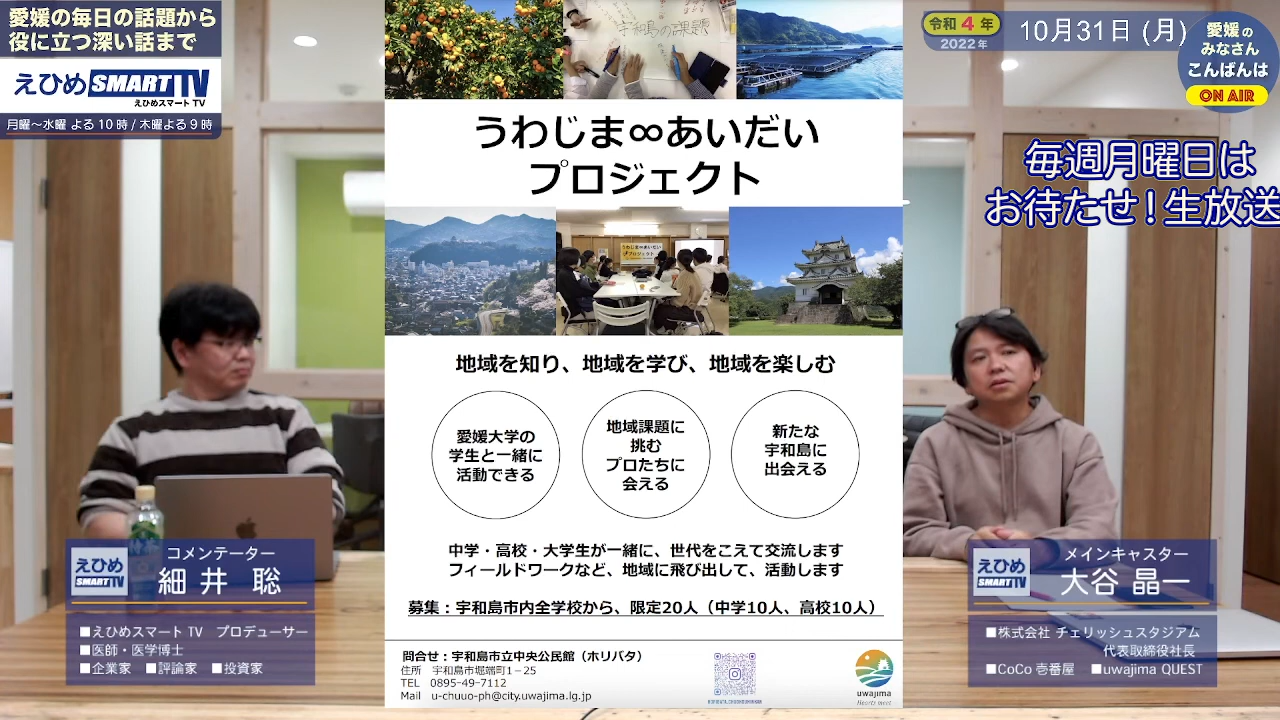 愛媛の毎日の話題から
役に立つ深い話まで
えひめ SMART TV
えひめスマート TV
月曜～水曜 よる10時 / 木曜よる9時
令和4年
2022年
10月31日 (月)
愛媛の
みなさん
こんばんは
ON AIR
毎週月曜日は
お待たせ！生放送
宇和島の課題
うわじま∞あいだい
プロジェクト
うわじま∞あいだい
プロジェクト
地域を知り、地域を学び、地域を楽しむ
愛媛大学の
学生と一緒に
活動できる
地域課題に
挑む
プロたちに
会える
新たな
宇和島に
出会える
中学・高校・大学生が一緒に、世代をこえて交流します
フィールドワークなど、地域に飛び出して、活動します
募集：宇和島市内全学校から、限定20人（中学10人、高校10人）
問合せ：宇和島市立中央公民館（ホリバタ）
住所 宇和島市堀端町1－25
TEL 0895-49-7112
Mail u-chuuo-ph@city.uwajima.lg.jp
uwajima
Hearts meet
えひめ
SMART TV
コメンテーター
細井 聡
■えひめスマートTV プロデューサー
■医師・医学博士
■企業家 ■評論家 ■投資家
えひめ
SMART TV
メインキャスター
大谷 晶一
■株式会社 チェリッシュスタジアム
代表取締役社長
■CoCo壱番屋 ■uwajima QUEST